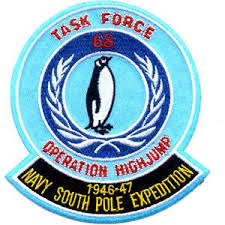 TASK FORCE
68
OPERATION HIGHJUMP
1946-47
NAVY SOUTH POLE EXPEDITION